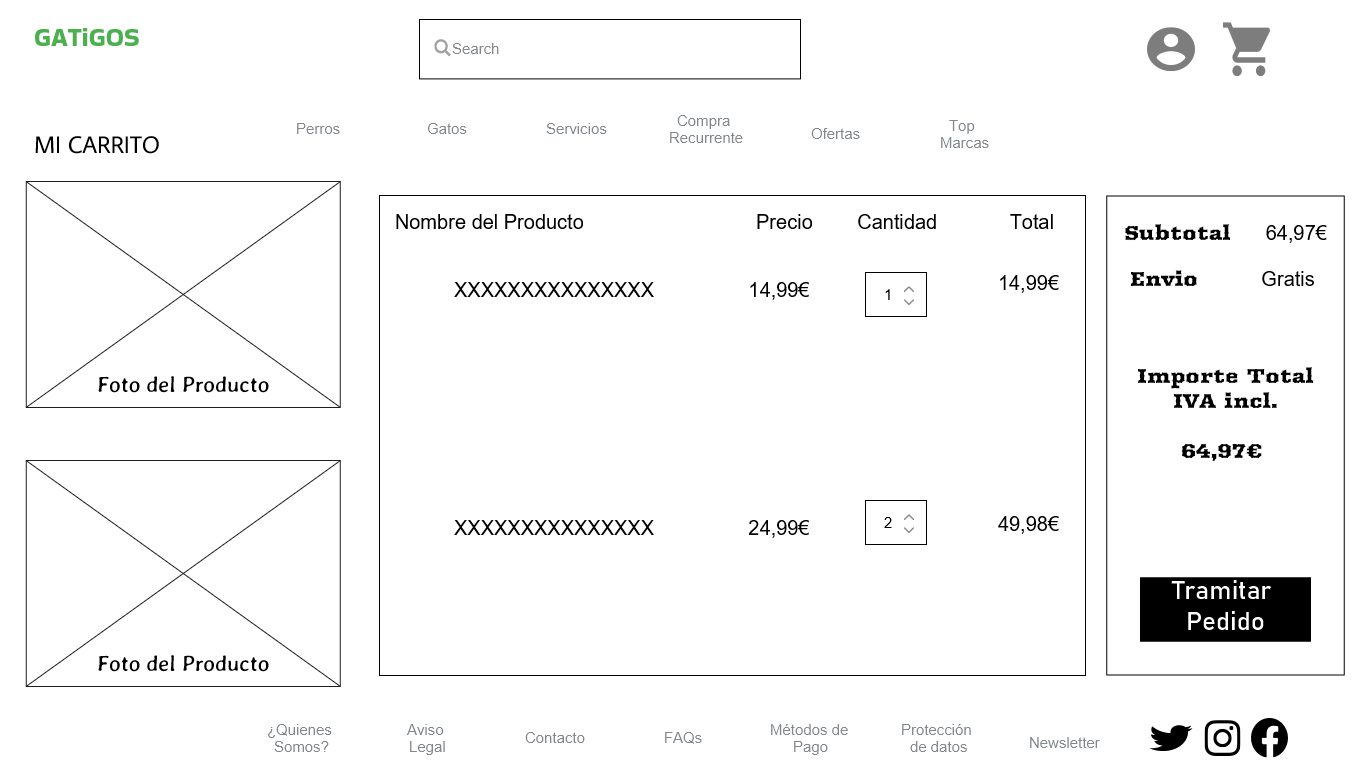 GATiGOS
Search
MI CARRITO
Perros
Gatos
Servicios
Compra
Recurrente
Ofertas
Top
Marcas
Foto del Producto
Foto del Producto
Nombre del Producto Precio Cantidad Total
XXXXXXXXXXXXXXX 14,99€ 1 14,99€
XXXXXXXXXXXXXXX 24,99€ 2 49,98€
Subtotal 64,97€
Envio Gratis
Importe Total
IVA incl.
64,97€
Tramitar
Pedido
¿Quienes
Somos?
Aviso
Legal
Contacto
FAQs
Métodos de
Pago
Protección
de datos
Newsletter